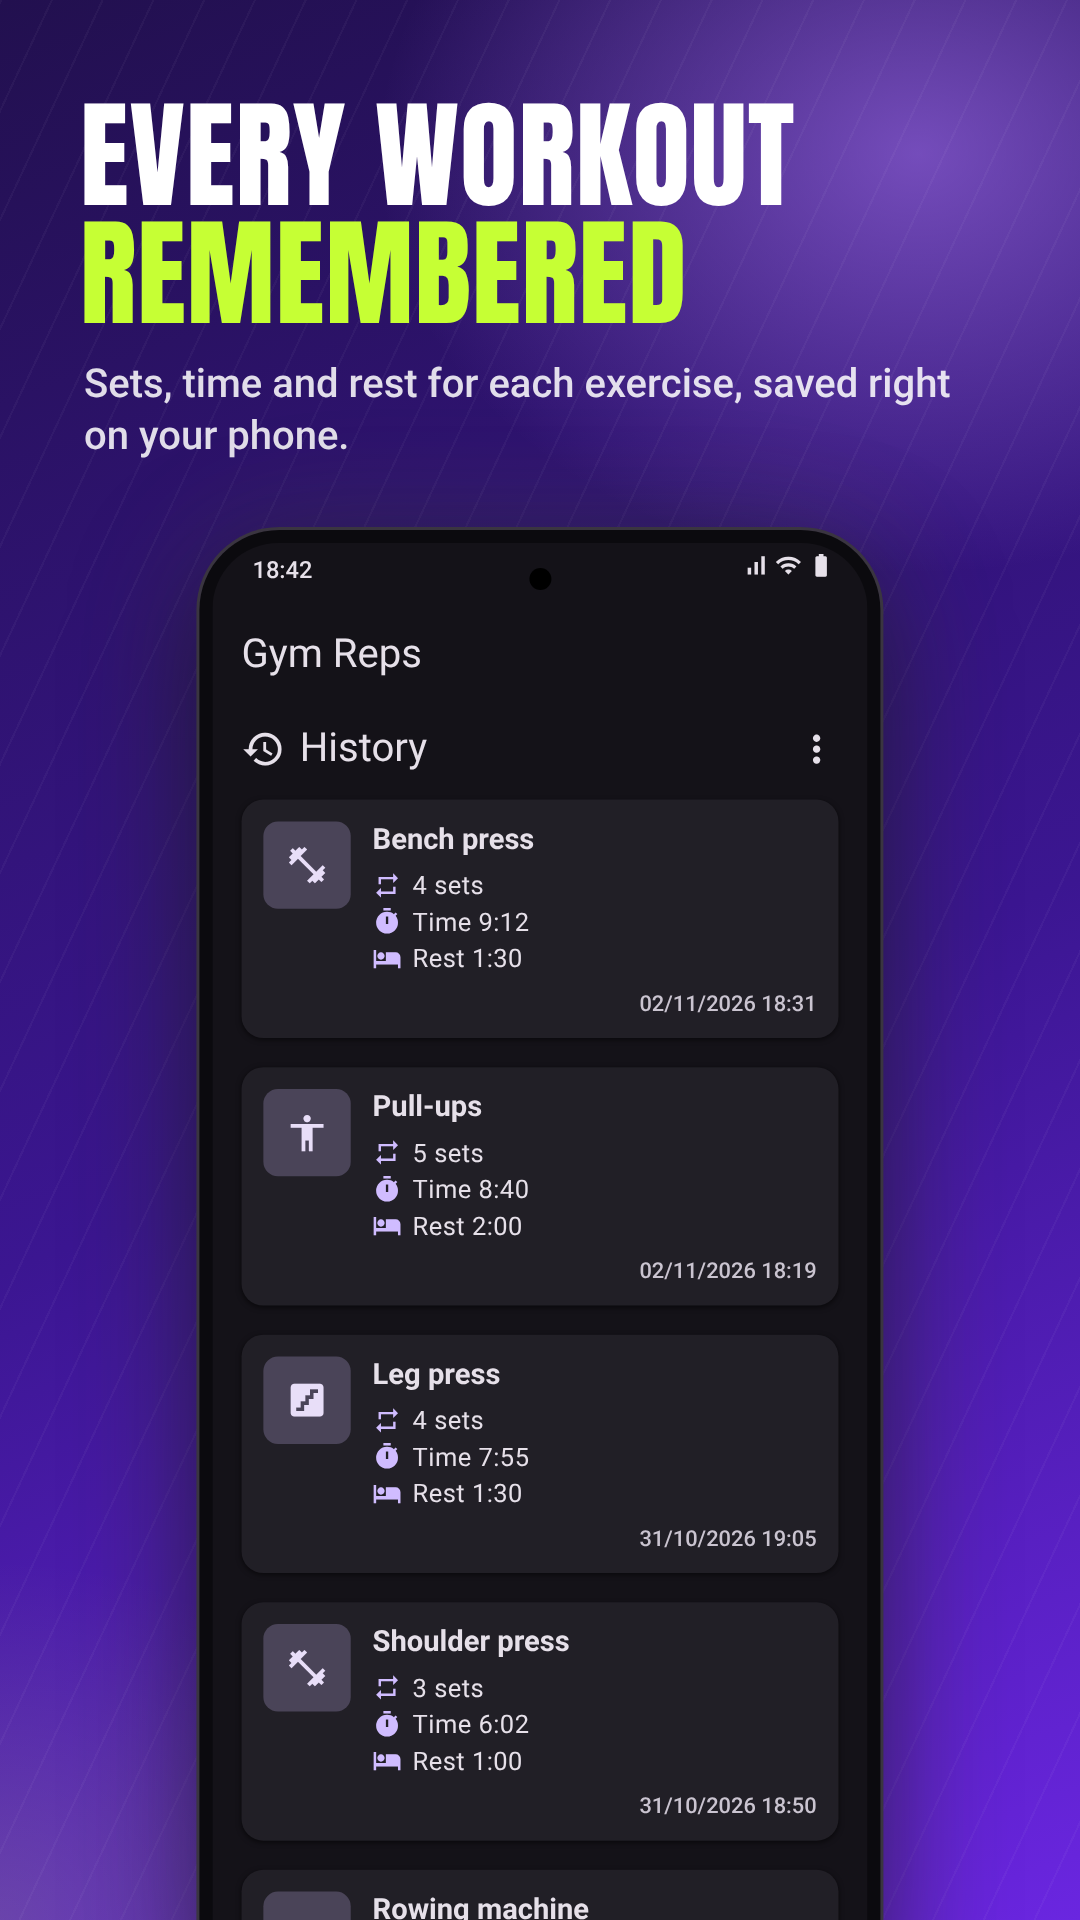 EVERY WORKOUT
REMEMBERED
Sets, time and rest for each exercise, saved right
on your phone.
18:42
Gym Reps
History
Bench press
4 sets
Time 9:12
Rest 1:30
02/11/2026 18:31
Pull-ups
5 sets
Time 8:40
Rest 2:00
02/11/2026 18:19
Leg press
4 sets
Time 7:55
Rest 1:30
31/10/2026 19:05
Shoulder press
3 sets
Time 6:02
Rest 1:00
31/10/2026 18:50
Rowing machine